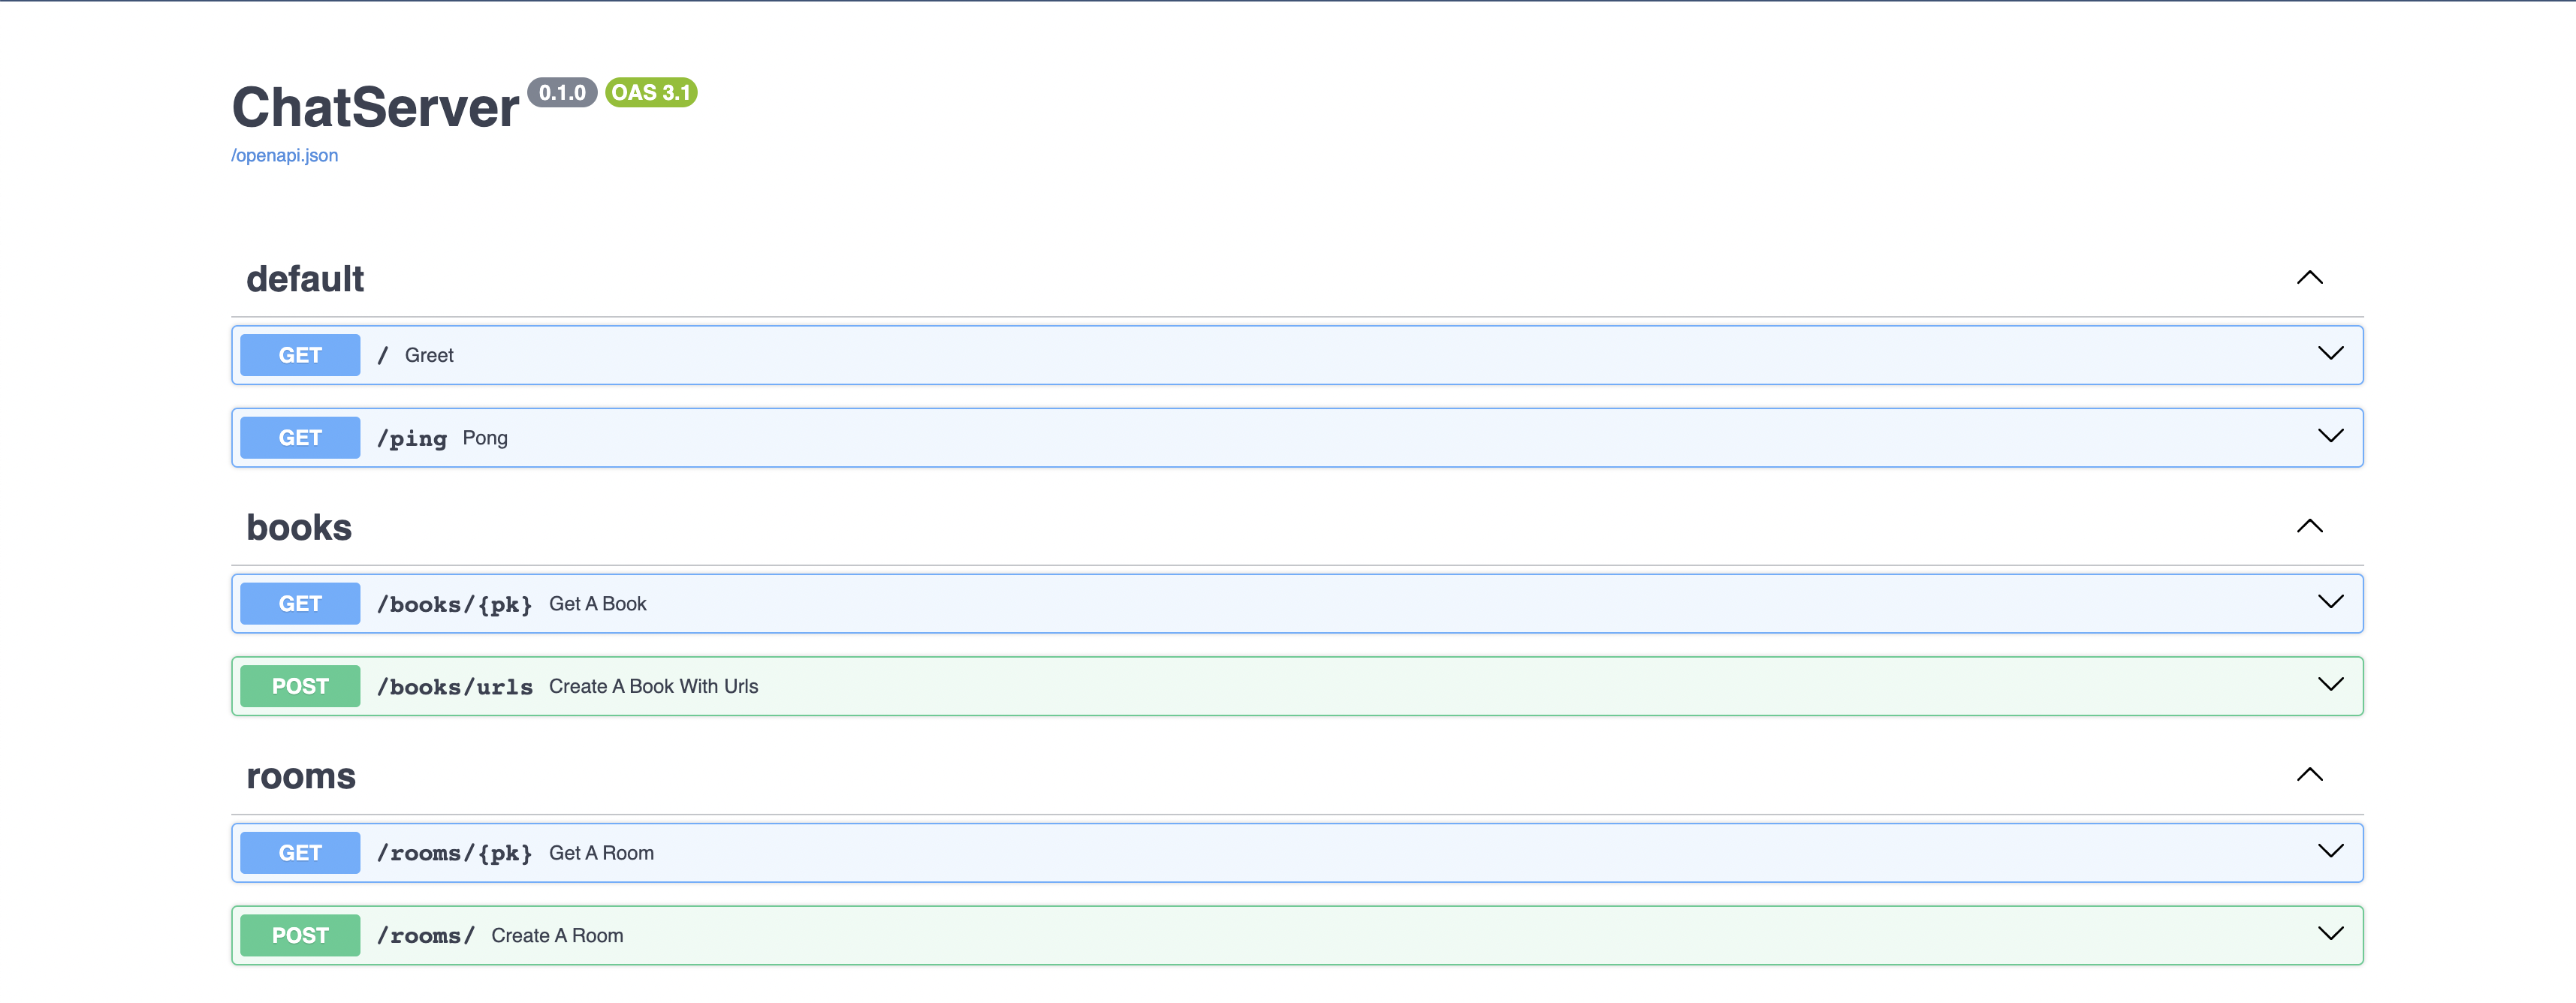 ChatServer 0.1.0 OAS 3.1
/openapi.json
default
GET / Greet
GET /ping Pong
books
GET /books/{pk} Get A Book
POST /books/urls Create A Book With Urls
rooms
GET /rooms/{pk} Get A Room
POST /rooms/ Create A Room